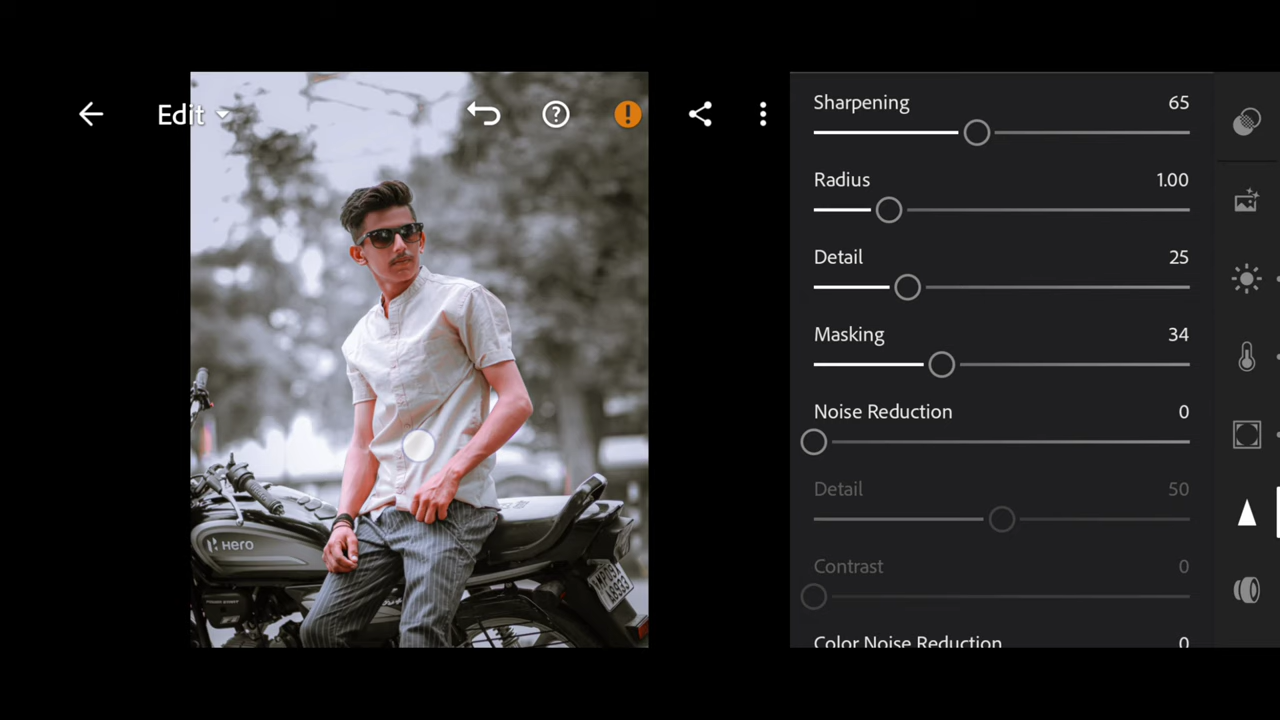 Edit
Sharpening 65
Radius 1.00
Detail 25
Masking 34
Noise Reduction 0
Detail 50
Contrast 0
Color Noise Reduction 0
Hero